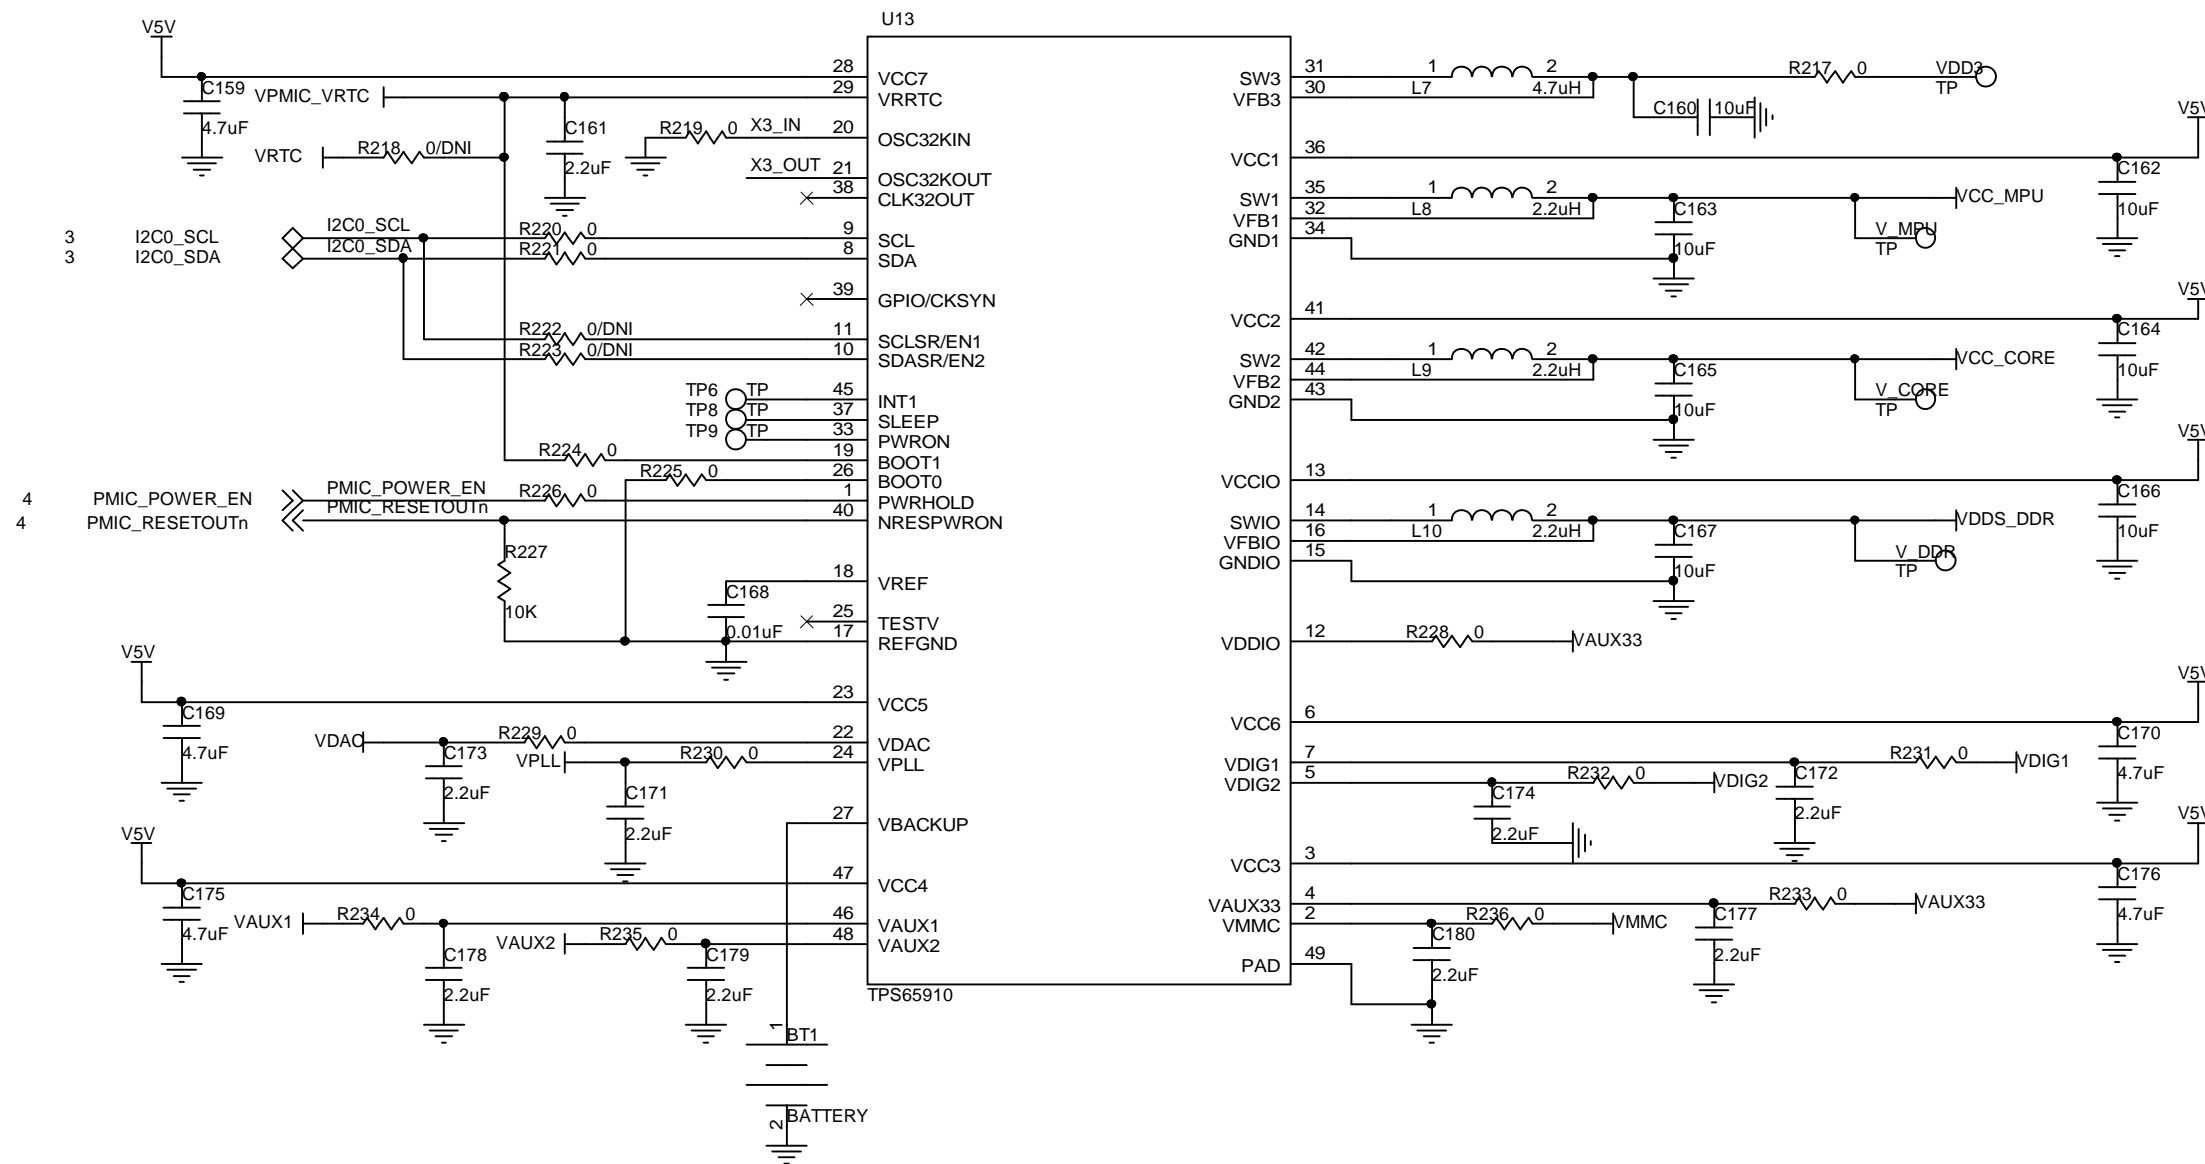 U13
V5V
28 VCC7
C159
4.7uF
VPMIC_VRTC
29 VRRTC
C161
2.2uF
R219 0 X3_IN 20 OSC32KIN
VRTC R218 0/DNI
X3_OUT 21 OSC32KOUT
38 CLK32OUT
3 I2C0_SCL I2C0_SCL R220 0 9 SCL
3 I2C0_SDA I2C0_SDA R221 0 8 SDA
39 GPIO/CKSYN
R222 0/DNI 11 SCLSR/EN1
R223 0/DNI 10 SDASR/EN2
TP6 TP 45 INT1
TP8 TP 37 SLEEP
TP9 TP 33 PWRON
R224 0 19 BOOT1
R225 0 26 BOOT0
4 PMIC_POWER_EN PMIC_POWER_EN R226 0 1 PWRHOLD
4 PMIC_RESETOUTn PMIC_RESETOUTn 40 NRESPWRON
R227
10K
18 VREF
C168
0.01uF
25 TESTV
17 REFGND
V5V
23 VCC5
C169
4.7uF
VDAC R229 0 22 VDAC
C173
2.2uF
VPLL R230 0 24 VPLL
C171
2.2uF
27 VBACKUP
V5V
47 VCC4
C175
4.7uF
VAUX1 R234 0 46 VAUX1
C178
2.2uF
VAUX2 R235 0 48 VAUX2
C179
2.2uF
TPS65910
1 BT1
2 BATTERY
SW3 31 1 L7 2 4.7uH R217 0 VDD3
TP
VFB3 30
C160 10uF
V5V
VCC1 36
C162
10uF
SW1 35 1 L8 2 2.2uH VCC_MPU
VFB1 32
C163
10uF
V_MPU
TP
GND1 34
V5V
VCC2 41
C164
10uF
SW2 42 1 L9 2 2.2uH VCC_CORE
VFB2 44
C165
10uF
V_CORE
TP
GND2 43
V5V
VCCIO 13
C166
10uF
SWIO 14 1 L10 2 2.2uH VDDS_DDR
VFBIO 16
C167
10uF
V_DDR
TP
GNDIO 15
VDDIO 12 R228 0 VAUX33
V5V
VCC6 6
C170
4.7uF
VDIG1 7 R231 0 VDIG1
C172
2.2uF
VDIG2 5 R232 0 VDIG2
C174
2.2uF
V5V
VCC3 3
C176
4.7uF
VAUX33 4 R233 0 VAUX33
C177
2.2uF
VMMC 2 R236 0 VMMC
C180
2.2uF
PAD 49